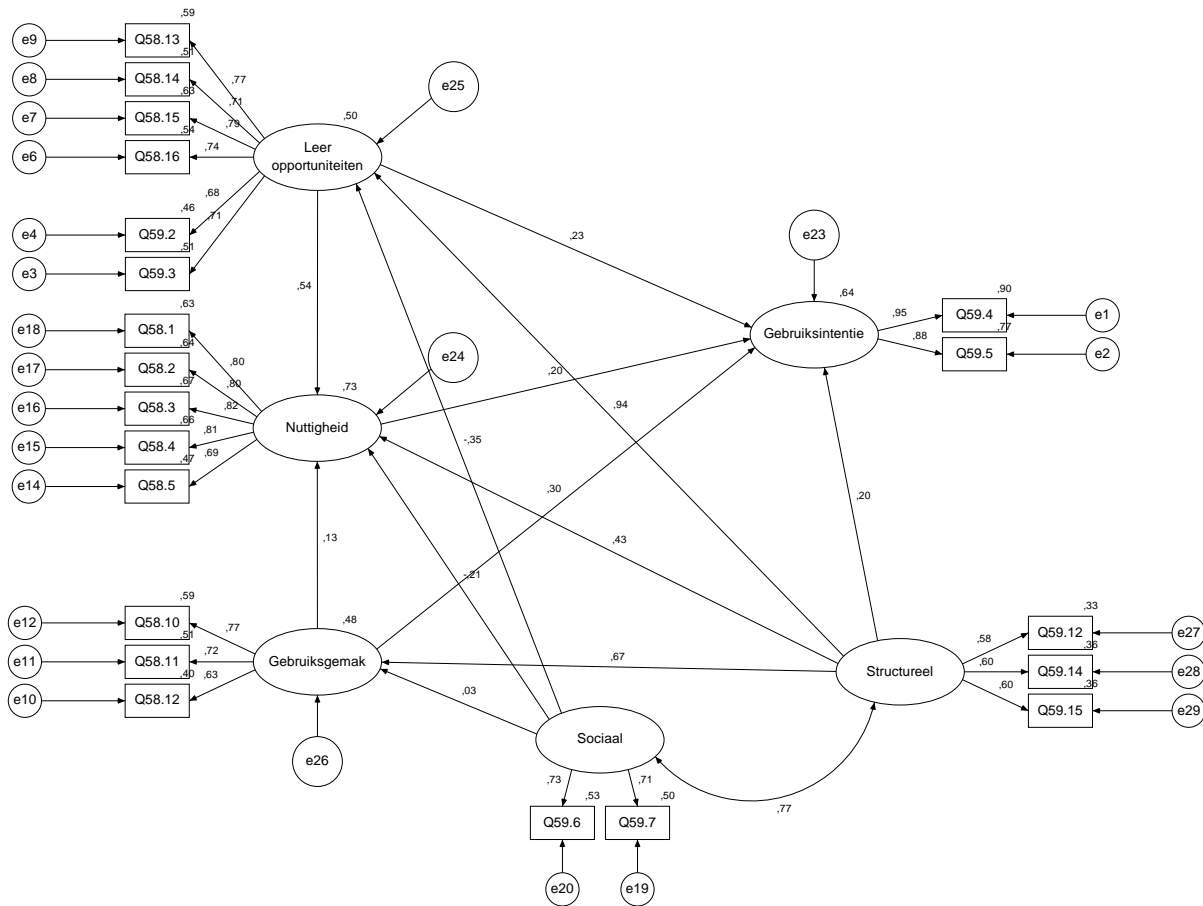 ,59
e9
Q58.13
,51
,77
e8
Q58.14
,63
,71
e7
Q58.15
,54
,79
e6
Q58.16
,74
,46
,68
e4
Q59.2
,51
,71
e3
Q59.3
,50
e25
Leer
opportuniteiten
,23
,54
e23
,64
Gebruiksintentie
,90
,95
Q59.4
e1
,77
,88
Q59.5
e2
,63
e18
Q58.1
,64
,80
e17
Q58.2
,67
,80
e16
Q58.3
,66
,82
e15
Q58.4
,47
,81
e14
Q58.5
,69
e24
,73
Nuttigheid
,20
,94
-,35
,30
,43
,20
,13
-,21
,59
e12
Q58.10
,51
,77
e11
Q58.11
,40
,72
e10
Q58.12
,63
,48
Gebruiksgemak
e26
,67
,03
Structureel
,33
,58
Q59.12
e27
,36
,60
Q59.14
e28
,36
,60
Q59.15
e29
Sociaal
,77
,73
,71
,53
,50
Q59.6
Q59.7
e20
e19